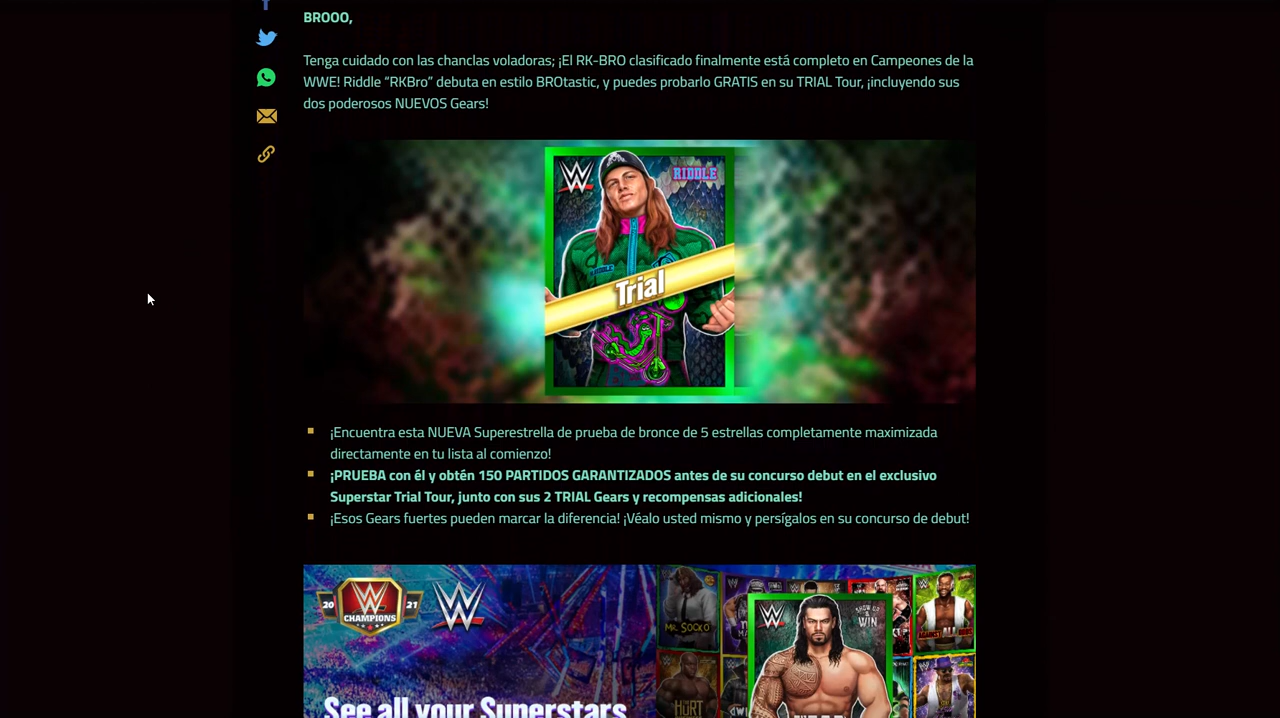 BROOO,
Tenga cuidado con las chanclas voladoras; ¡El RK-BRO clasificado finalmente está completo en Campeones de la
WWE! Riddle “RKBro” debuta en estilo BROtastic, y puedes probarlo GRATIS en su TRIAL Tour, ¡incluyendo sus
dos poderosos NUEVOS Gears!
W
RIDDLE
RIDDLE
Trial
¡Encuentra esta NUEVA Superestrella de prueba de bronce de 5 estrellas completamente maximizada
directamente en tu lista al comienzo!
¡PRUEBA con él y obtén 150 PARTIDOS GARANTIZADOS antes de su concurso debut en el exclusivo
Superstar Trial Tour, junto con sus 2 TRIAL Gears y recompensas adicionales!
¡Esos Gears fuertes pueden marcar la diferencia! ¡Véalo usted mismo y persígalos en su concurso de debut!
20 W 21
CHAMPIONS
W
See all your Superstars
MR. SOCKO
W
SHOW GO
& WIN
AGAINST ALL
HURT